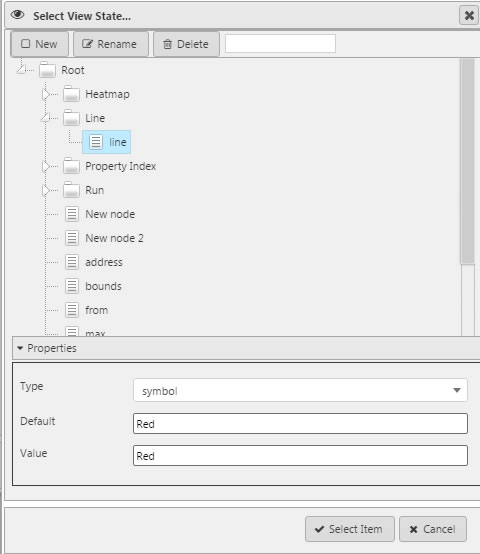 Select View State...
New Rename Delete
Root
Heatmap
Line
line
Property Index
Run
New node
New node 2
address
bounds
from
max
Properties
Type symbol
Default Red
Value Red
Select Item Cancel